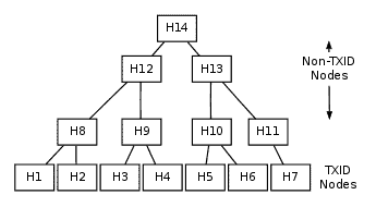 H14
H12
H13
Non-TXID
Nodes
H8
H9
H10
H11
H1
H2
H3
H4
H5
H6
H7
TXID
Nodes